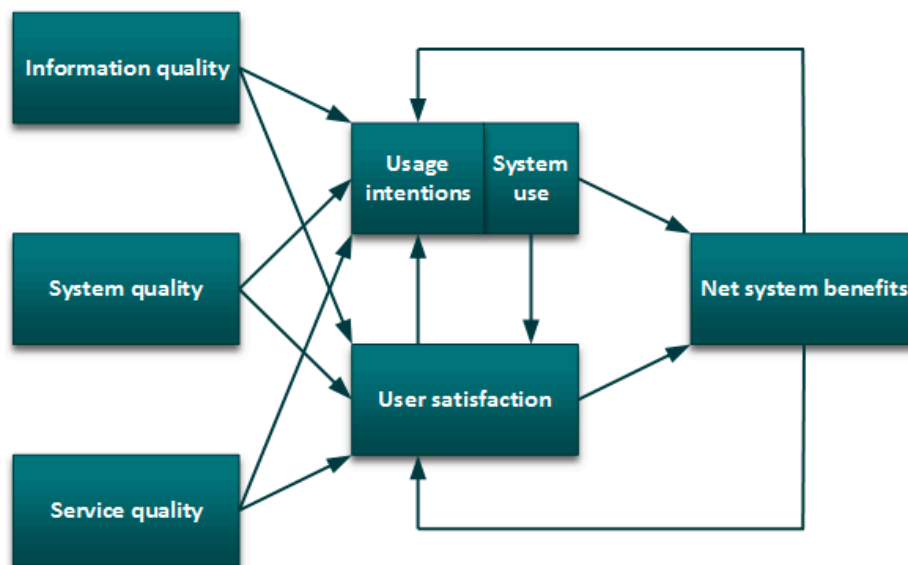 Information quality
Usage
intentions
System
use
System quality
Net system benefits
User satisfaction
Service quality